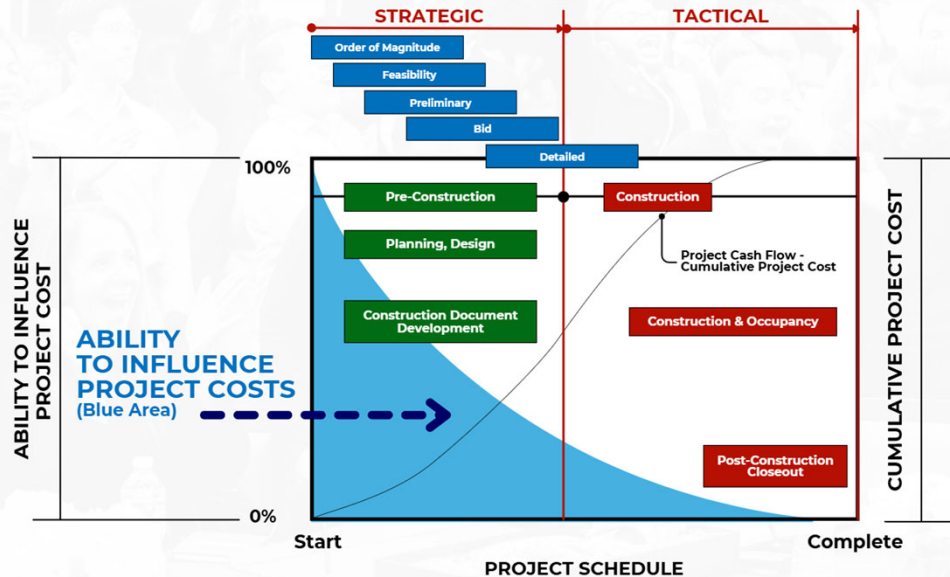 STRATEGIC
TACTICAL
Order of Magnitude
Feasibility
Preliminary
Bid
Detailed
100%
Pre-Construction
Construction
Planning, Design
Project Cash Flow -
Cumulative Project Cost
Construction Document
Development
Construction & Occupancy
ABILITY TO INFLUENCE
PROJECT COST
ABILITY
TO INFLUENCE
PROJECT COSTS
(Blue Area)
CUMULATIVE PROJECT COST
Post-Construction
Closeout
0%
Start
Complete
PROJECT SCHEDULE